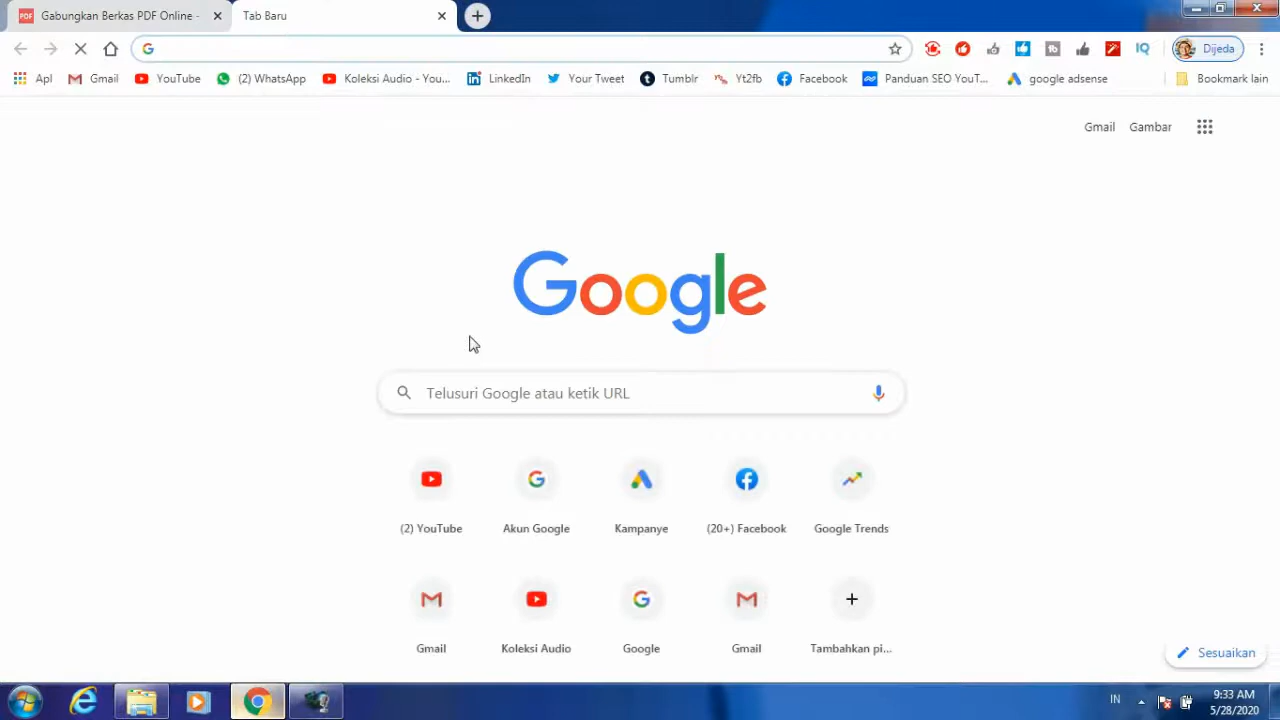 Gabungkan Berkas PDF Online -
Tab Baru
Dijeda
Apl
Gmail
YouTube
(2) WhatsApp
Koleksi Audio - You...
LinkedIn
Your Tweet
Tumblr
Yt2fb
Facebook
Panduan SEO YouT...
google adsense
Bookmark lain
Gmail
Gambar
Google
Telusuri Google atau ketik URL
(2) YouTube
Akun Google
Kampanye
(20+) Facebook
Google Trends
Gmail
Koleksi Audio
Google
Gmail
Tambahkan pi...
Sesuaikan
IN
9:33 AM
5/28/2020